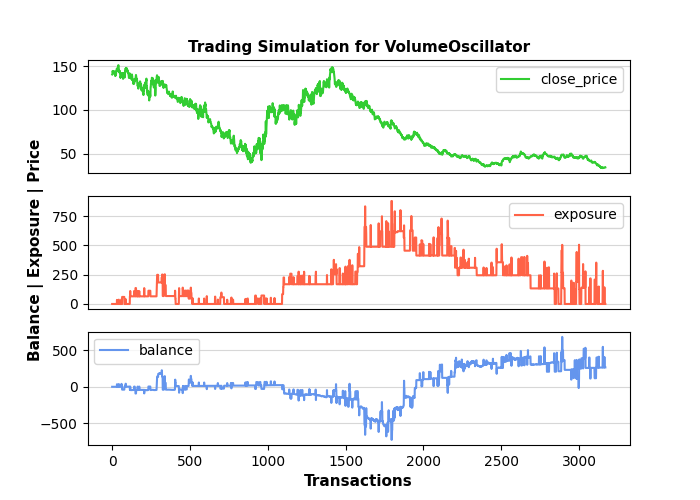 Trading Simulation for VolumeOscillator
150
100
50
close_price
750
500
250
0
exposure
Balance | Exposure | Price
500
0
−500
balance
0 500 1000 1500 2000 2500 3000
Transactions